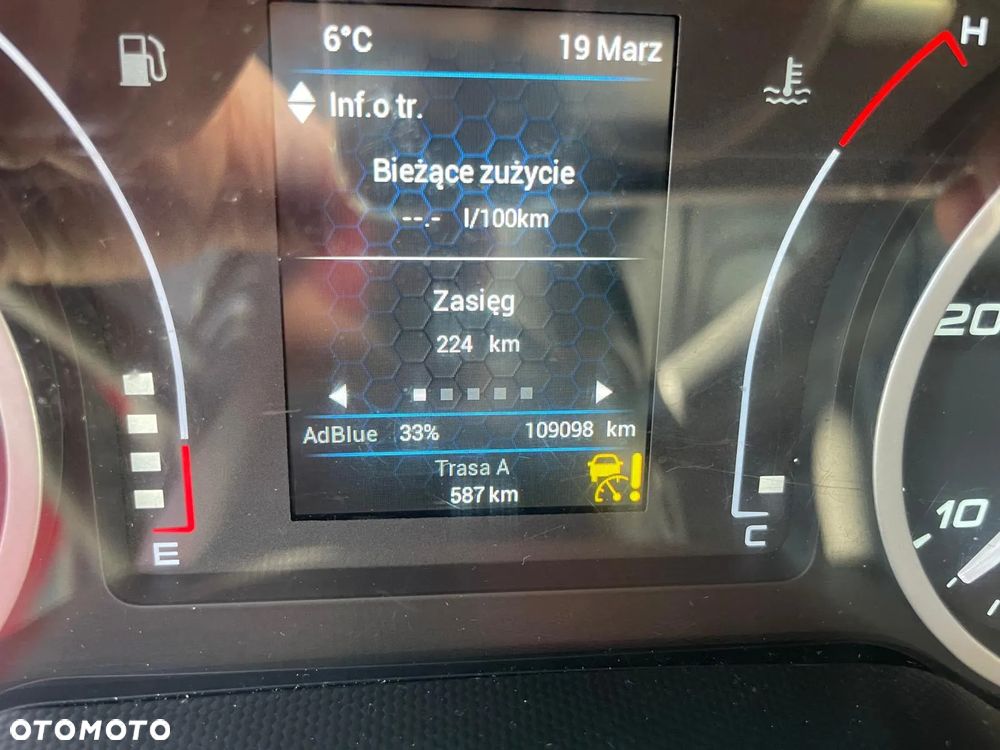 6°C 19 Marz
H
Inf.o tr.
Bieżące zużycie
--.- l/100km
Zasięg
224 km
20
AdBlue 33% 109098 km
Trasa A
587 km
10
E
C
OTOMOTO